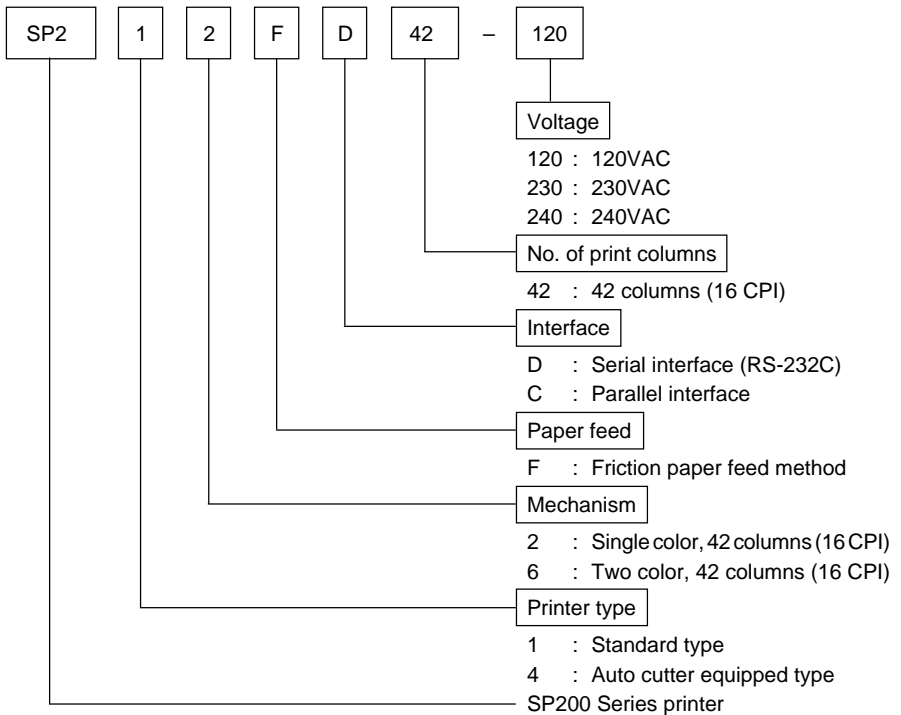 SP2 1 2 F D 42 – 120
Voltage
120 : 120VAC
230 : 230VAC
240 : 240VAC
No. of print columns
42 : 42 columns (16 CPI)
Interface
D : Serial interface (RS-232C)
C : Parallel interface
Paper feed
F : Friction paper feed method
Mechanism
2 : Single color, 42 columns (16 CPI)
6 : Two color, 42 columns (16 CPI)
Printer type
1 : Standard type
4 : Auto cutter equipped type
SP200 Series printer